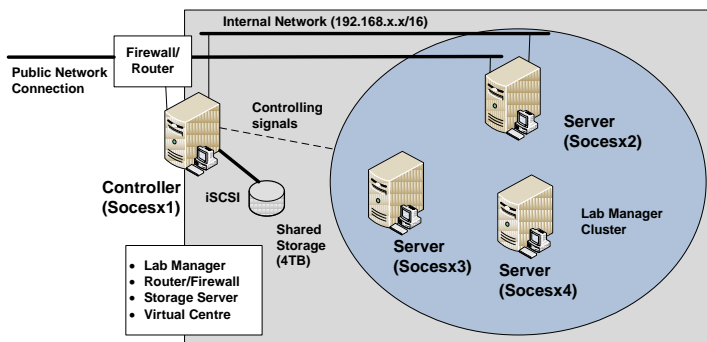 Internal Network (192.168.x.x/16)
Firewall/
Router
Public Network
Connection
Controlling
signals
Server
(Socesx2)
Controller
(Socesx1)
iSCSI
Shared
Storage
(4TB)
Server
(Socesx3)
Server
(Socesx4)
Lab Manager
Cluster
• Lab Manager
• Router/Firewall
• Storage Server
• Virtual Centre